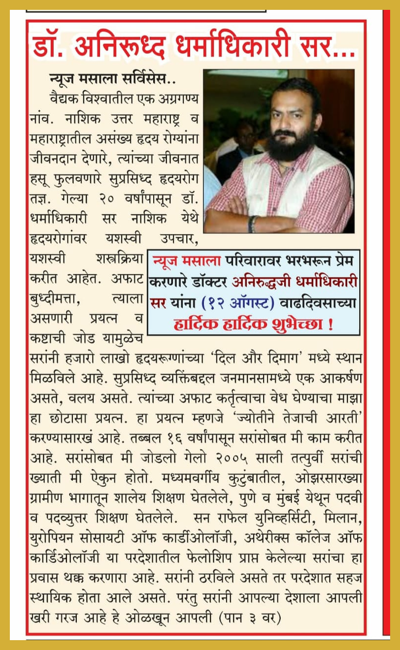 डॉ. अनिरूध्द धर्माधिकारी सर...
न्यूज मसाला सर्विसेस..
वैद्यक विश्वातील एक अग्रगण्य
नांव. नाशिक उत्तर महाराष्ट्र व
महाराष्ट्रातील असंख्य हृदय रोग्यांना
जीवनदान देणारे, त्यांच्या जीवनात
हसू फुलवणारे सुप्रसिध्द हृदयरोग
तज्ञ. गेल्या २० वर्षांपासून डॉ.
धर्माधिकारी सर नाशिक येथे
हृदयरोगांवर यशस्वी उपचार,
यशस्वी शस्त्रक्रिया
करीत आहेत. अफाट
बुध्दीमत्ता, त्याला
असणारी प्रयत्न व
कष्टाची जोड यामुळेच
न्यूज मसाला परिवारावर भरभरून प्रेम
करणारे डॉक्टर अनिरुद्धजी धर्माधिकारी
सर यांना (१२ ऑगस्ट) वाढदिवसाच्या
हार्दिक हार्दिक शुभेच्छा !
सरांनी हजारो लाखो हृदयरूग्णांच्या ‘दिल और दिमाग’ मध्ये स्थान
मिळविले आहे. सुप्रसिध्द व्यक्तिंबद्दल जनमानसामध्ये एक आकर्षण
असते, वलय असते. त्यांच्या अफाट कर्तृत्वाचा वेध घेण्याचा माझा
हा छोटासा प्रयत्न. हा प्रयत्न म्हणजे ‘ज्योतीने तेजाची आरती’
करण्यासारखं आहे. तब्बल १६ वर्षांपासून सरांसोबत मी काम करीत
आहे. सरांसोबत मी जोडलो गेलो २००५ साली तत्पुर्वी सरांची
ख्याती मी ऐकुन होतो. मध्यमवर्गीय कुटुंबातील, ओझरसारख्या
ग्रामीण भागातून शालेय शिक्षण घेतलेले, पुणे व मुंबई येथून पदवी
व पदव्युत्तर शिक्षण घेतलेले. सन राफेल युनिव्हर्सिटी, मिलान,
युरोपियन सोसायटी ऑफ कार्डीओलॉजी, अथेरीक्स कॉलेज ऑफ
कार्डिओलॉजी या परदेशातील फेलोशिप प्राप्त केलेल्या सरांचा हा
प्रवास थक्क करणारा आहे. सरांनी ठरविले असते तर परदेशात सहज
स्थायिक होता आले असते. परंतु सरांनी आपल्या देशाला आपली
खरी गरज आहे हे ओळखून आपली (पान ३ वर)